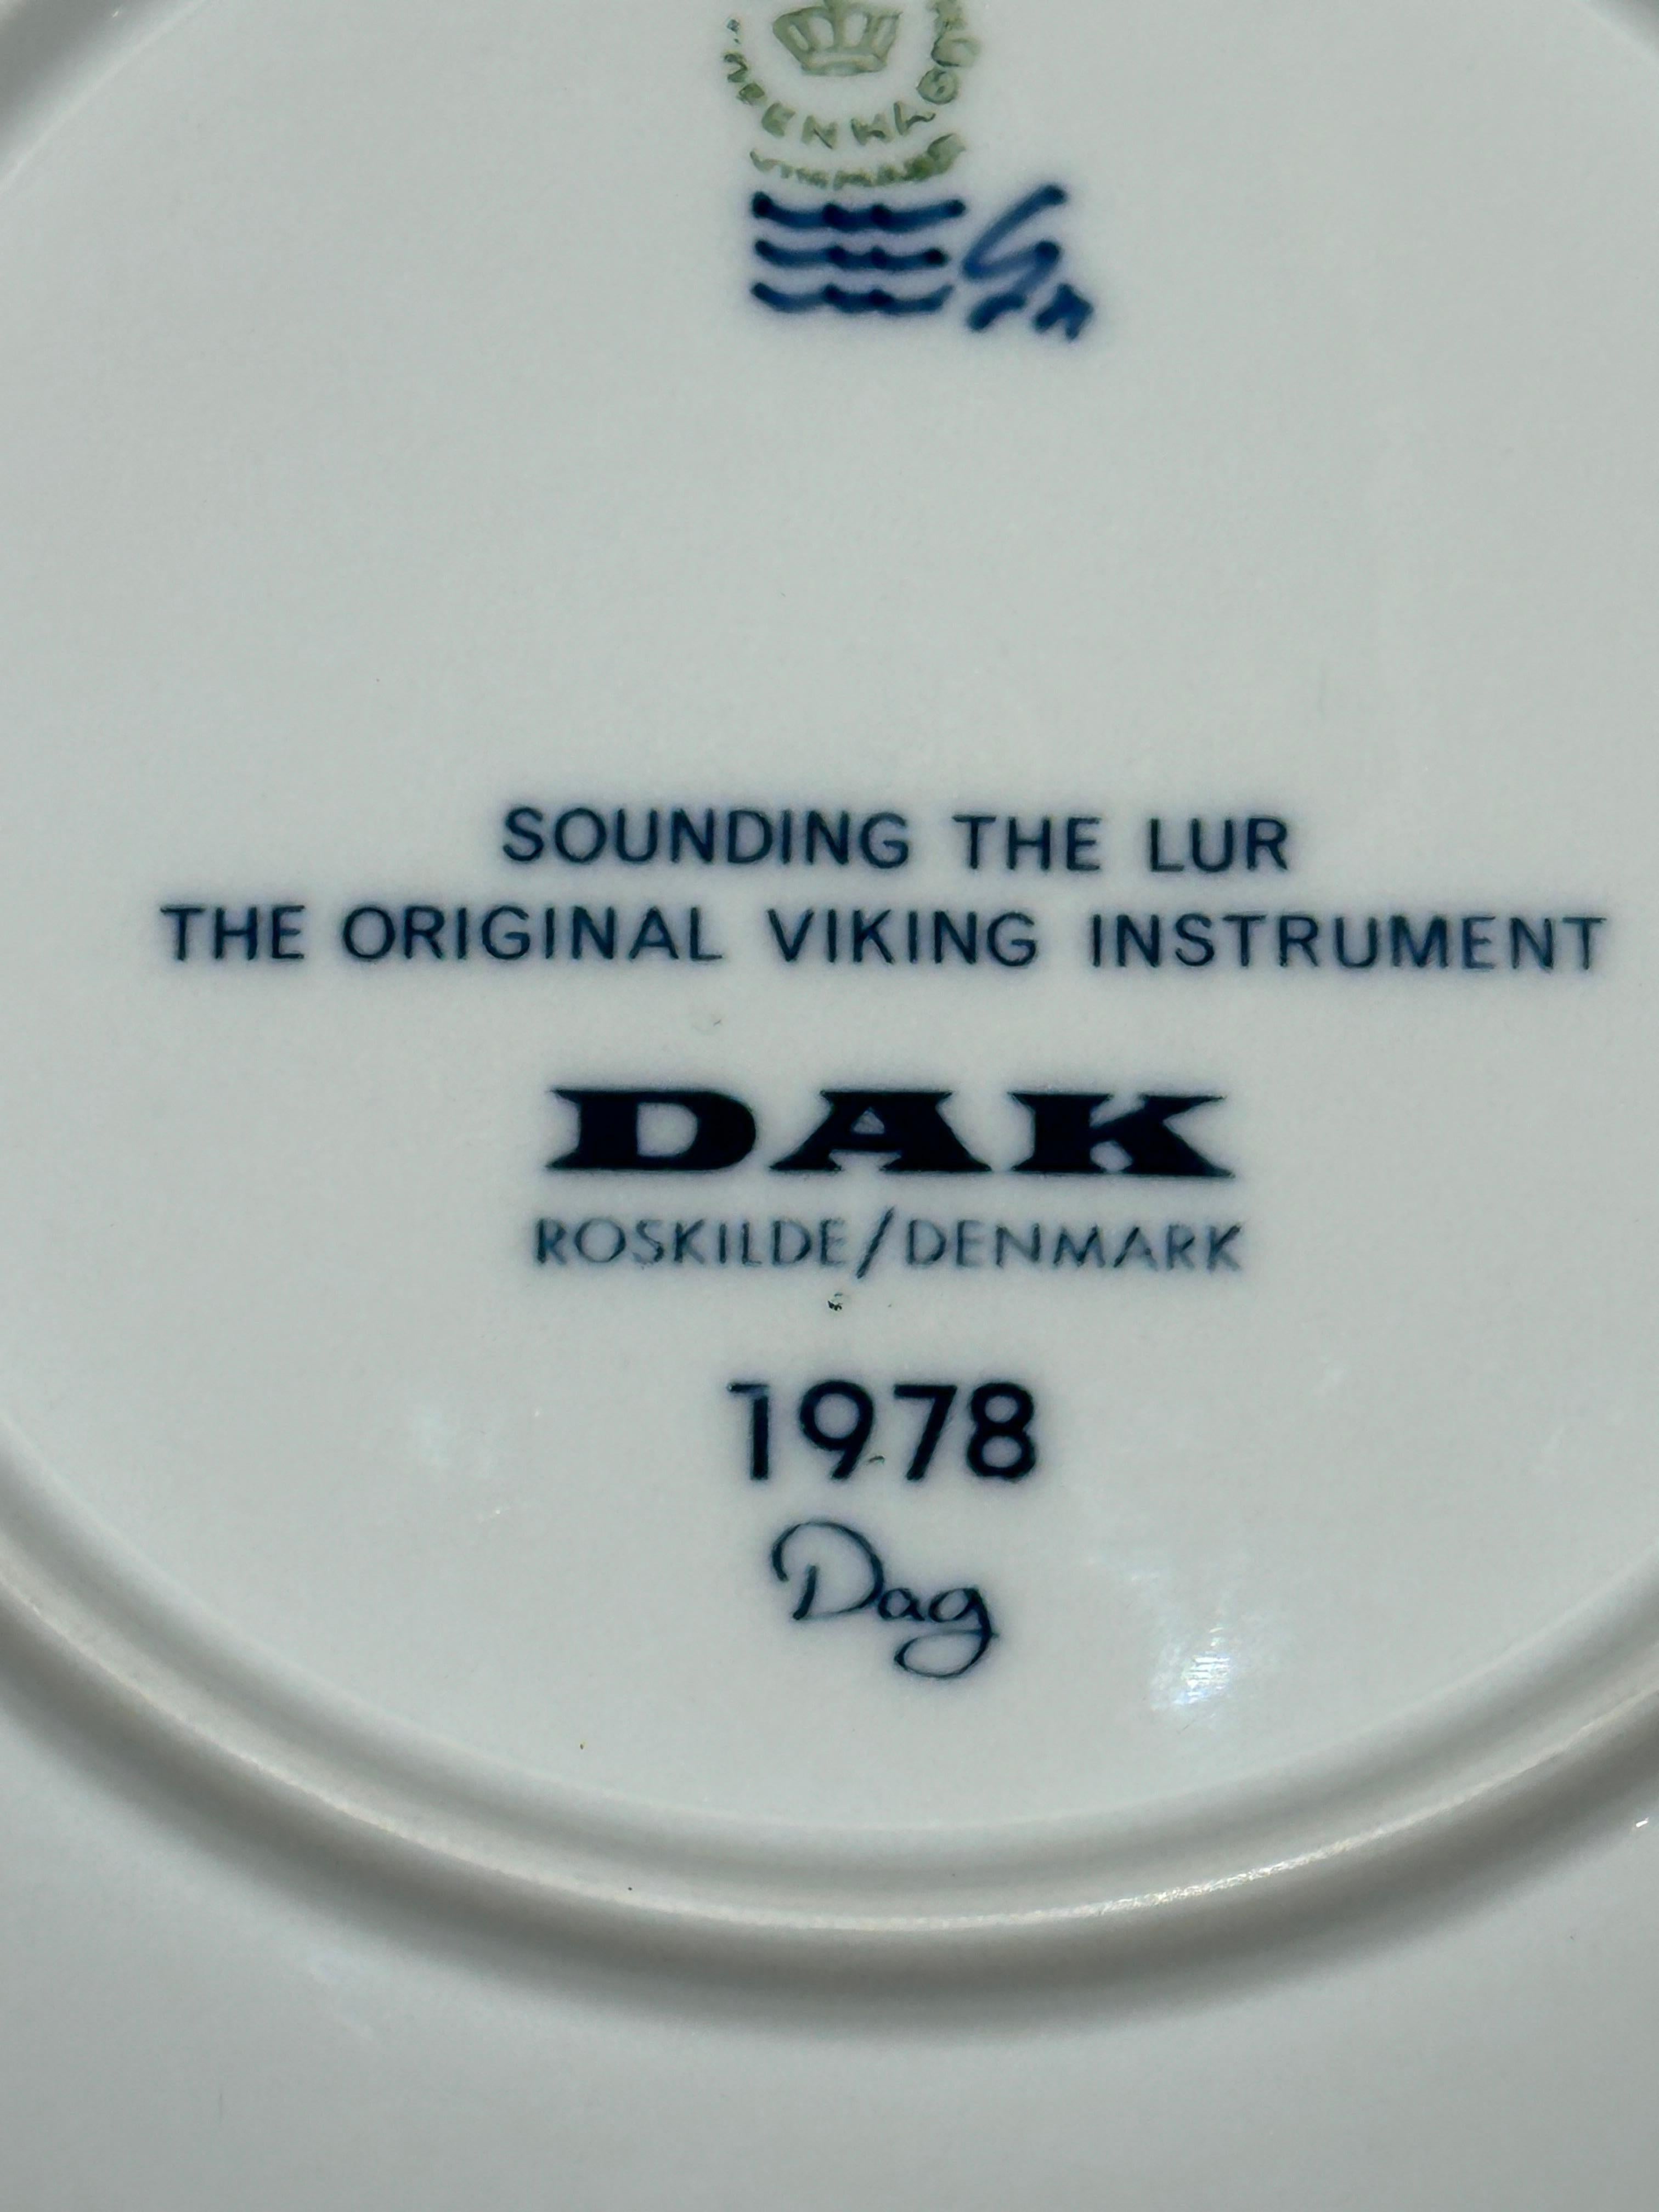 SOUNDING THE LUR
THE ORIGINAL VIKING INSTRUMENT
DAK
ROSKILDE/DENMARK
1978
Dag